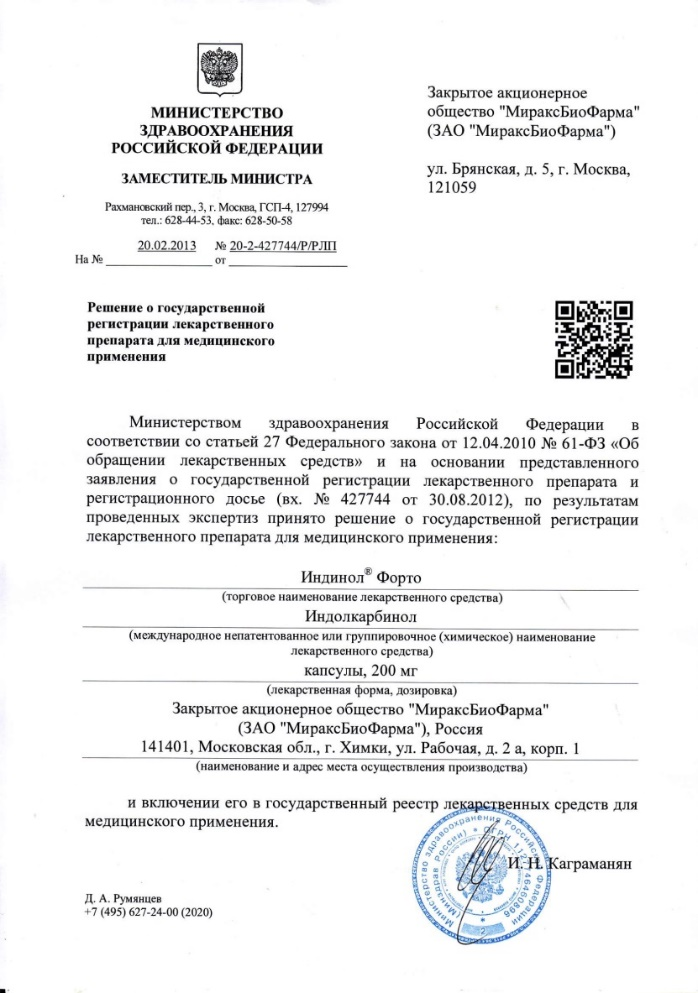 МИНИСТЕРСТВО
ЗДРАВООХРАНЕНИЯ
РОССИЙСКОЙ ФЕДЕРАЦИИ
ЗАМЕСТИТЕЛЬ МИНИСТРА
Рахмановский пер., 3, г. Москва, ГСП-4, 127994
тел.: 628-44-53, факс: 628-50-58
20.02.2013 № 20-2-427744/Р/РЛП
На № от
Закрытое акционерное
общество "МираксБиоФарма"
(ЗАО "МираксБиоФарма")
ул. Брянская, д. 5, г. Москва,
121059
Решение о государственной
регистрации лекарственного
препарата для медицинского
применения
Министерством здравоохранения Российской Федерации в
соответствии со статьей 27 Федерального закона от 12.04.2010 № 61-ФЗ «Об
обращении лекарственных средств» и на основании представленного
заявления о государственной регистрации лекарственного препарата и
регистрационного досье (вх. № 427744 от 30.08.2012), по результатам
проведенных экспертиз принято решение о государственной регистрации
лекарственного препарата для медицинского применения:
Индинол® Форто
(торговое наименование лекарственного средства)
Индолкарбинол
(международное непатентованное или группировочное (химическое) наименование
лекарственного средства)
капсулы, 200 мг
(лекарственная форма, дозировка)
Закрытое акционерное общество "МираксБиоФарма"
(ЗАО "МираксБиоФарма"), Россия
141401, Московская обл., г. Химки, ул. Рабочая, д. 2 а, корп. 1
(наименование и адрес места осуществления производства)
и включении его в государственный реестр лекарственных средств для
медицинского применения.
Министерство здравоохранения Российской Федерации
(Минздрав России) * ОГРН
2
И. Н. Каграманян
Д. А. Румянцев
+7 (495) 627-24-00 (2020)